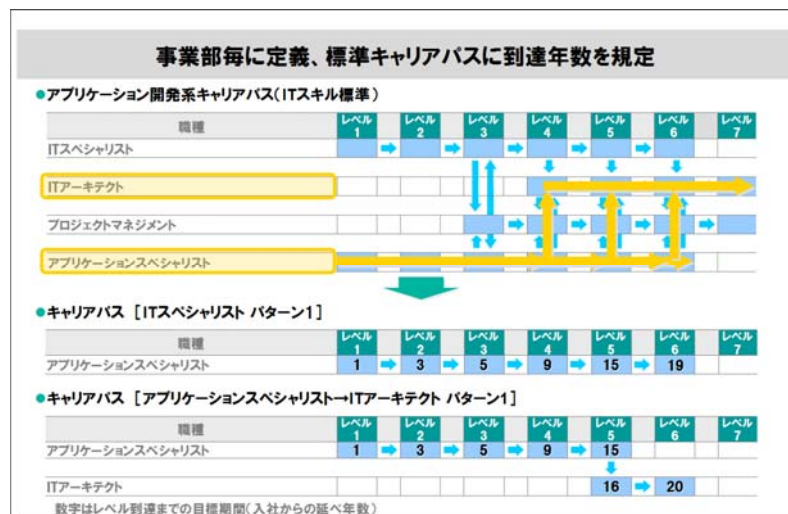 事業部毎に定義、標準キャリアパスに到達年数を規定
●アプリケーション開発系キャリアパス(ITスキル標準)
職種 レベル1 レベル2 レベル3 レベル4 レベル5 レベル6 レベル7
ITスペシャリスト
ITアーキテクト
プロジェクトマネジメント
アプリケーションスペシャリスト
●キャリアパス [ITスペシャリスト パターン1]
職種 レベル1 レベル2 レベル3 レベル4 レベル5 レベル6 レベル7
アプリケーションスペシャリスト 1 3 5 9 15 19
●キャリアパス [アプリケーションスペシャリスト→ITアーキテクト パターン1]
職種 レベル1 レベル2 レベル3 レベル4 レベル5 レベル6 レベル7
アプリケーションスペシャリスト 1 3 5 9 15
ITアーキテクト 16 20
数字はレベル到達までの目標期間(入社からの延べ年数)